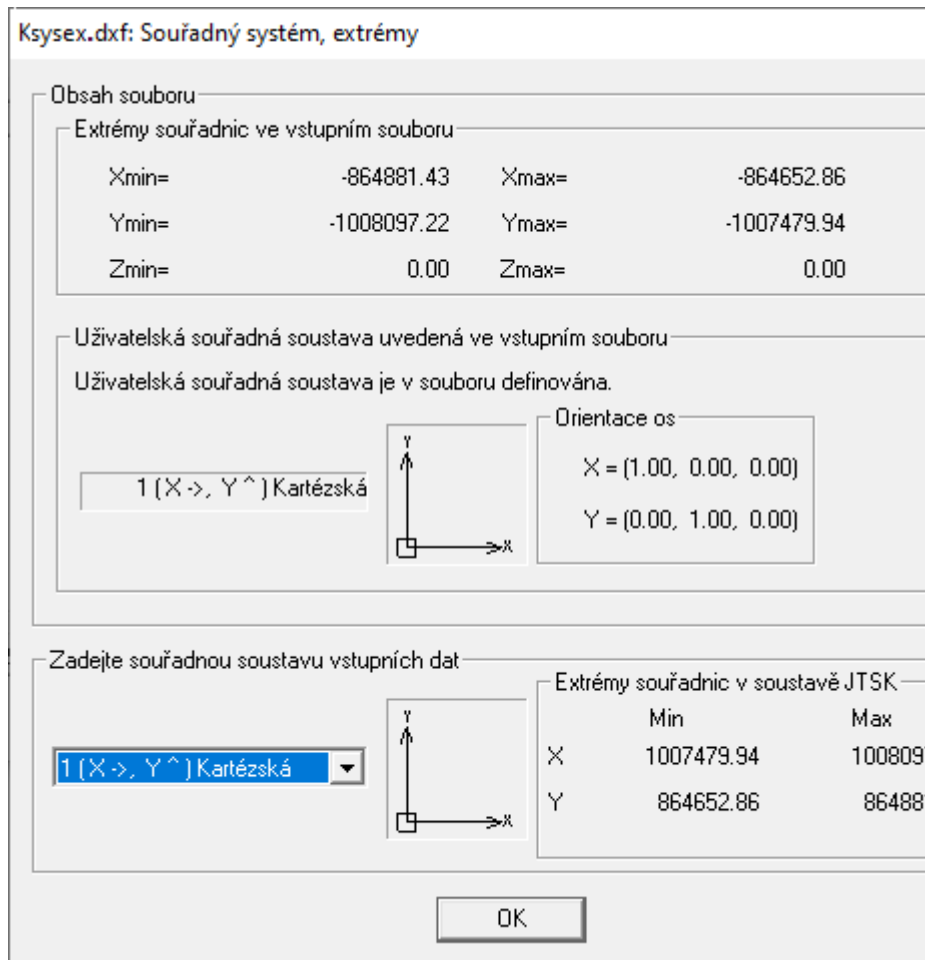 Ksysex.dxf: Souřadný systém, extrémy
Obsah souboru
Extrémy souřadnic ve vstupním souboru
Xmin= -864881.43 Xmax= -864652.86
Ymin= -1008097.22 Ymax= -1007479.94
Zmin= 0.00 Zmax= 0.00
Uživatelská souřadná soustava uvedená ve vstupním souboru
Uživatelská souřadná soustava je v souboru definována.
Orientace os
1 ( X ->, Y ^ ) Kartézská
Y
X
X = (1.00, 0.00, 0.00)
Y = (0.00, 1.00, 0.00)
Zadejte souřadnou soustavu vstupních dat
1 ( X ->, Y ^ ) Kartézská
Y
X
Extrémy souřadnic v soustavě JTSK
Min Max
X 1007479.94 100809
Y 864652.86 86488
OK